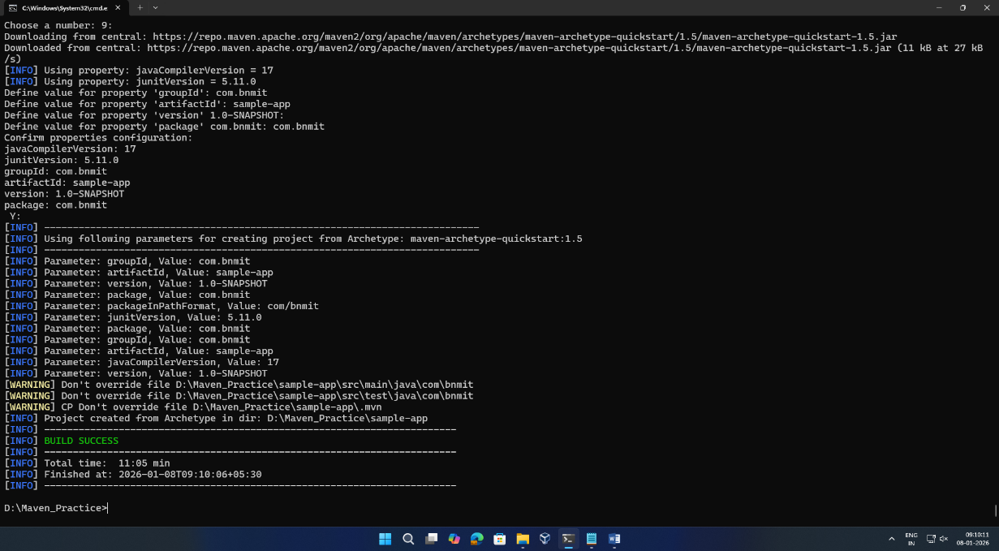 C:\Windows\System32\cmd.e
Choose a number: 9:
Downloading from central: https://repo.maven.apache.org/maven2/org/apache/maven/archetypes/maven-archetype-quickstart/1.5/maven-archetype-quickstart-1.5.jar
Downloaded from central: https://repo.maven.apache.org/maven2/org/apache/maven/archetypes/maven-archetype-quickstart/1.5/maven-archetype-quickstart-1.5.jar (11 kB at 27 kB
/s)
[INFO] Using property: javaCompilerVersion = 17
[INFO] Using property: junitVersion = 5.11.0
Define value for property 'groupId': com.bnmit
Define value for property 'artifactId': sample-app
Define value for property 'version' 1.0-SNAPSHOT:
Define value for property 'package' com.bnmit: com.bnmit
Confirm properties configuration:
javaCompilerVersion: 17
junitVersion: 5.11.0
groupId: com.bnmit
artifactId: sample-app
version: 1.0-SNAPSHOT
package: com.bnmit
Y:
[INFO] ----------------------------------------------------------------------------
[INFO] Using following parameters for creating project from Archetype: maven-archetype-quickstart:1.5
[INFO] ----------------------------------------------------------------------------
[INFO] Parameter: groupId, Value: com.bnmit
[INFO] Parameter: artifactId, Value: sample-app
[INFO] Parameter: version, Value: 1.0-SNAPSHOT
[INFO] Parameter: package, Value: com.bnmit
[INFO] Parameter: packageInPathFormat, Value: com/bnmit
[INFO] Parameter: junitVersion, Value: 5.11.0
[INFO] Parameter: package, Value: com.bnmit
[INFO] Parameter: groupId, Value: com.bnmit
[INFO] Parameter: artifactId, Value: sample-app
[INFO] Parameter: javaCompilerVersion, Value: 17
[INFO] Parameter: version, Value: 1.0-SNAPSHOT
[WARNING] Don't override file D:\Maven_Practice\sample-app\src\main\java\com\bnmit
[WARNING] Don't override file D:\Maven_Practice\sample-app\src\test\java\com\bnmit
[WARNING] CP Don't override file D:\Maven_Practice\sample-app\.mvn
[INFO] Project created from Archetype in dir: D:\Maven_Practice\sample-app
[INFO] ------------------------------------------------------------------------
[INFO] BUILD SUCCESS
[INFO] ------------------------------------------------------------------------
[INFO] Total time:  11:05 min
[INFO] Finished at: 2026-01-08T09:10:06+05:30
[INFO] ------------------------------------------------------------------------
D:\Maven_Practice>
ENG
IN
09:10:11
08-01-2026